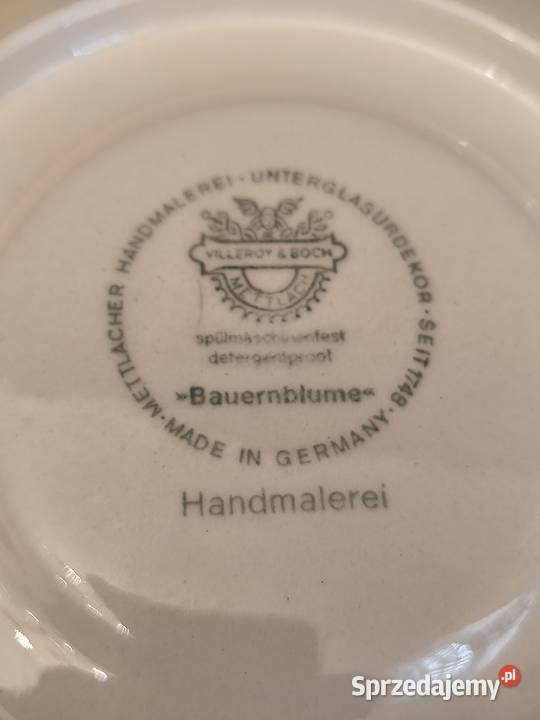 METTLACHER HANDMALEREI · UNTERGLASURDEKOR · SEIT 1748 ·
VILLEROY & BOCH
METTLACH
spülmaschinenfest
detergentproof
»Bauernblume«
MADE IN GERMANY
Handmalerei
Sprzedajemy.pl